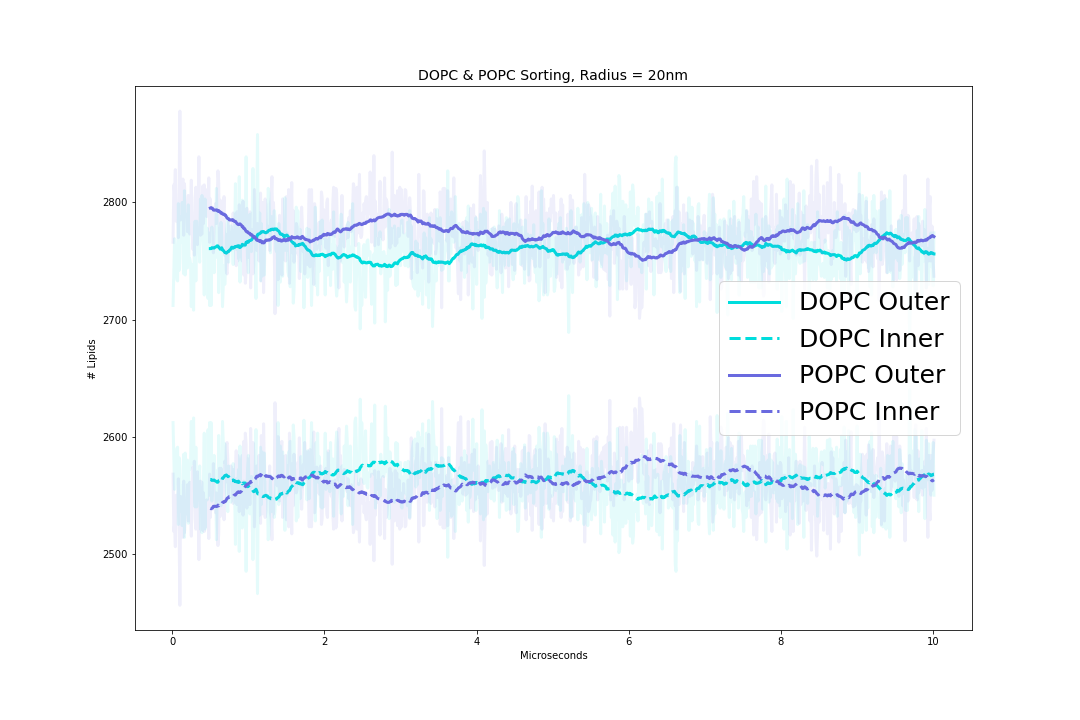 DOPC & POPC Sorting, Radius = 20nm
# Lipids
2800
2700
2600
2500
DOPC Outer
DOPC Inner
POPC Outer
POPC Inner
0 2 4 6 8 10
Microseconds